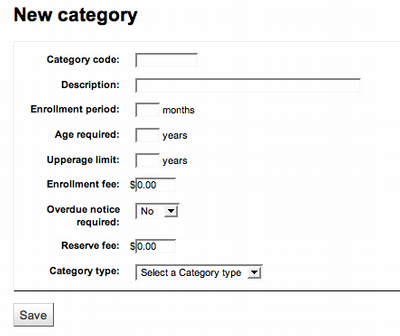 New category
Category code:
Description:
Enrollment period: months
Age required: years
Upperage limit: years
Enrollment fee: $0.00
Overdue notice
required: No
Reserve fee: $0.00
Category type: Select a Category type
Save